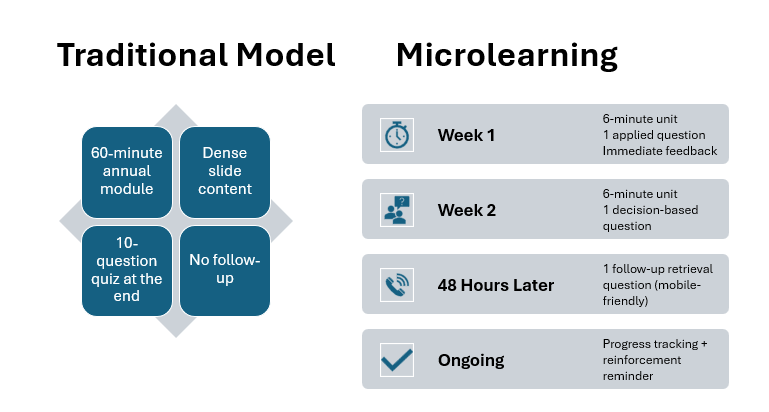 Traditional Model
60-minute
annual
module
Dense
slide
content
10-
question
quiz at the
end
No follow-
up
Microlearning
Week 1
6-minute unit
1 applied question
Immediate feedback
Week 2
6-minute unit
1 decision-based
question
48 Hours Later
1 follow-up retrieval
question (mobile-
friendly)
Ongoing
Progress tracking +
reinforcement
reminder